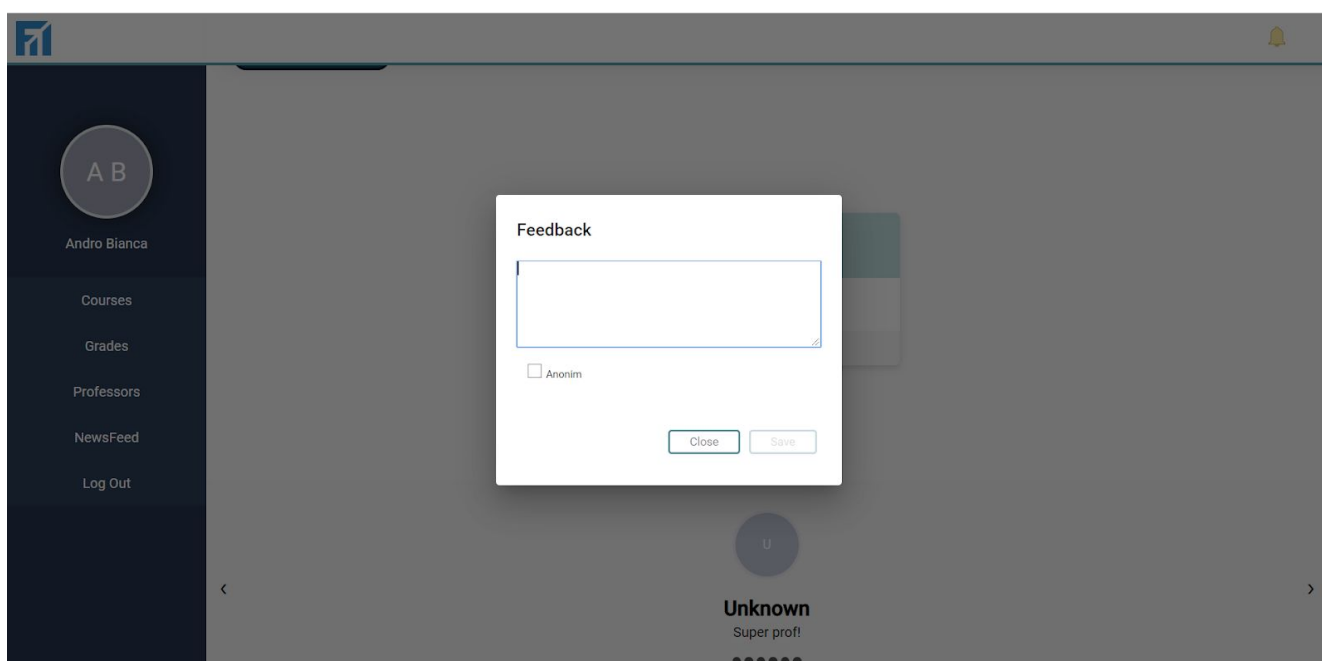 A B
Andro Bianca
Courses
Grades
Professors
NewsFeed
Log Out
Feedback
Anonim
Close
Save
U
Unknown
Super prof!